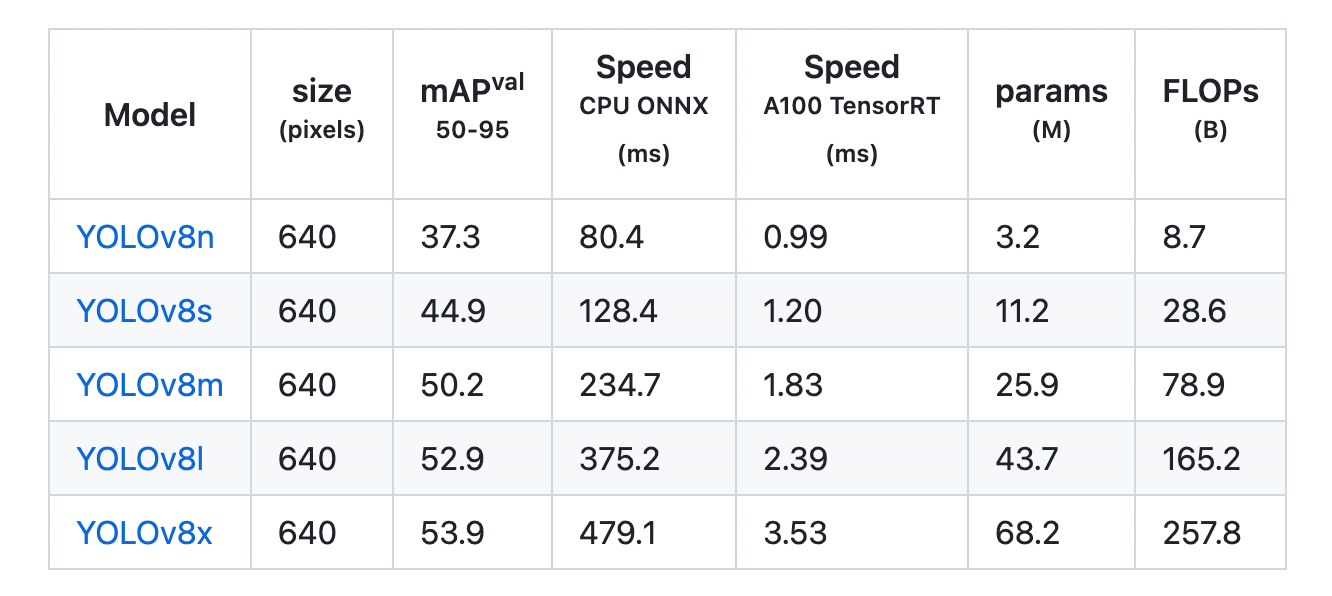 Model size (pixels) mAPval 50-95 Speed CPU ONNX (ms) Speed A100 TensorRT (ms) params (M) FLOPs (B)
YOLOv8n 640 37.3 80.4 0.99 3.2 8.7
YOLOv8s 640 44.9 128.4 1.20 11.2 28.6
YOLOv8m 640 50.2 234.7 1.83 25.9 78.9
YOLOv8l 640 52.9 375.2 2.39 43.7 165.2
YOLOv8x 640 53.9 479.1 3.53 68.2 257.8